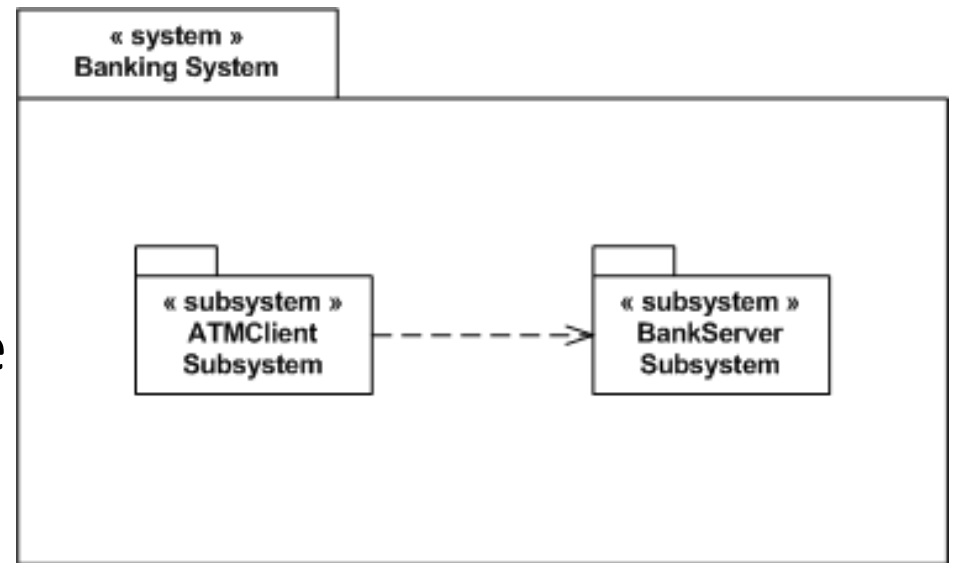 « system »
Banking System
« subsystem »
ATMClient
Subsystem
« subsystem »
BankServer
Subsystem
e